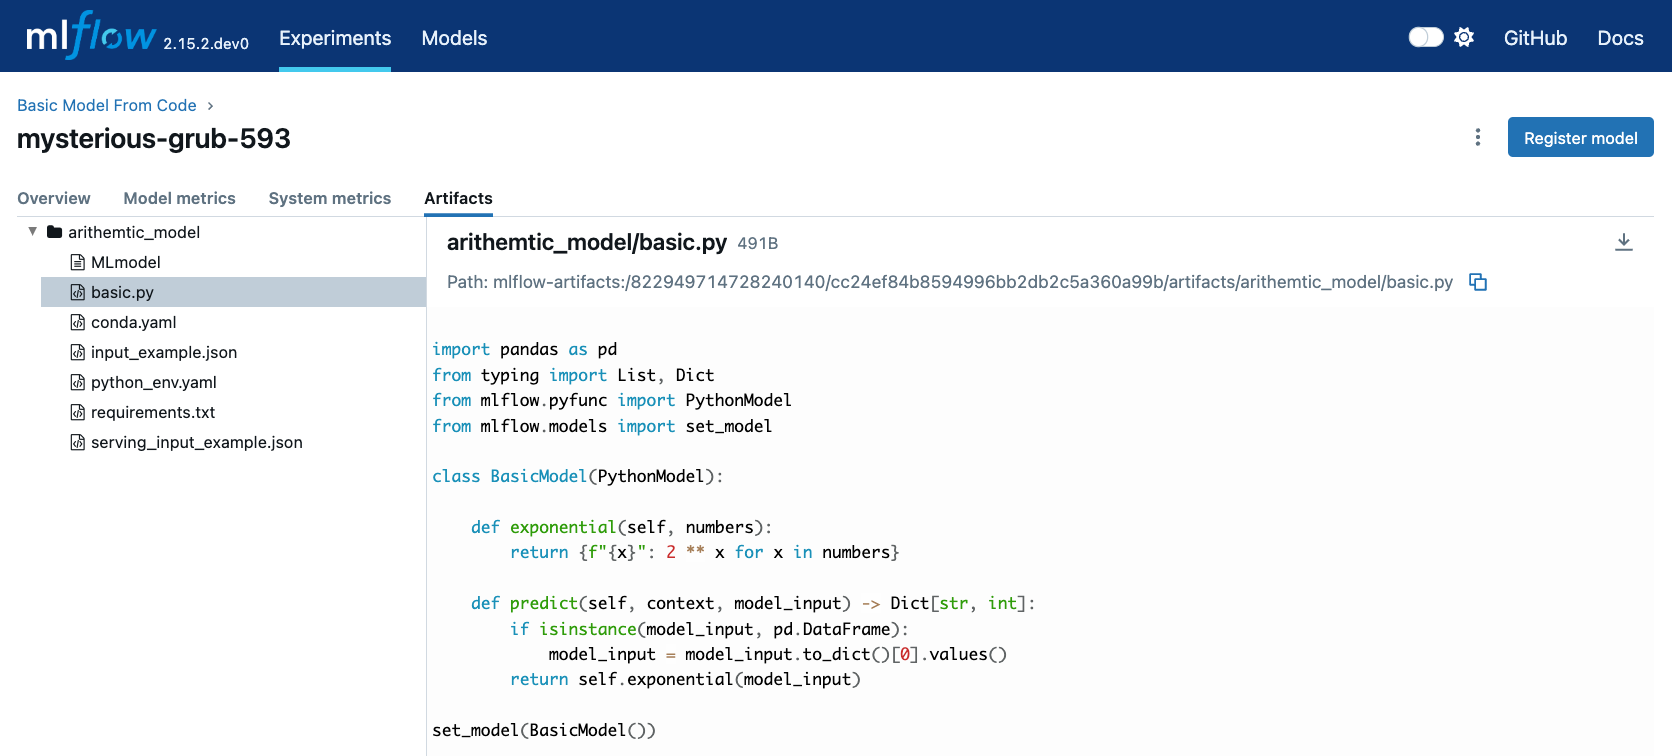 mlflow 2.15.2.dev0 Experiments Models GitHub Docs
Basic Model From Code ›
mysterious-grub-593
Register model
Overview Model metrics System metrics Artifacts
arithemtic_model
MLmodel
basic.py
conda.yaml
input_example.json
python_env.yaml
requirements.txt
serving_input_example.json
arithemtic_model/basic.py 491B
Path: mlflow-artifacts:/822949714728240140/cc24ef84b8594996bb2db2c5a360a99b/artifacts/arithemtic_model/basic.py
import pandas as pd
from typing import List, Dict
from mlflow.pyfunc import PythonModel
from mlflow.models import set_model
class BasicModel(PythonModel):
    def exponential(self, numbers):
        return {f"{x}": 2 ** x for x in numbers}
    def predict(self, context, model_input) -> Dict[str, int]:
        if isinstance(model_input, pd.DataFrame):
            model_input = model_input.to_dict()[0].values()
        return self.exponential(model_input)
set_model(BasicModel())